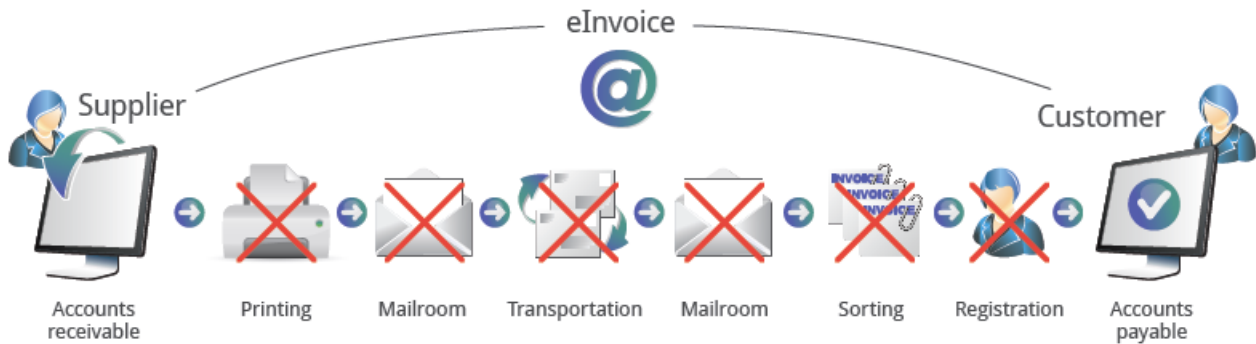 eInvoice
@
Supplier
Customer
INVOICE
INVOICE
INVOICE
Accounts
receivable
Printing
Mailroom
Transportation
Mailroom
Sorting
Registration
Accounts
payable